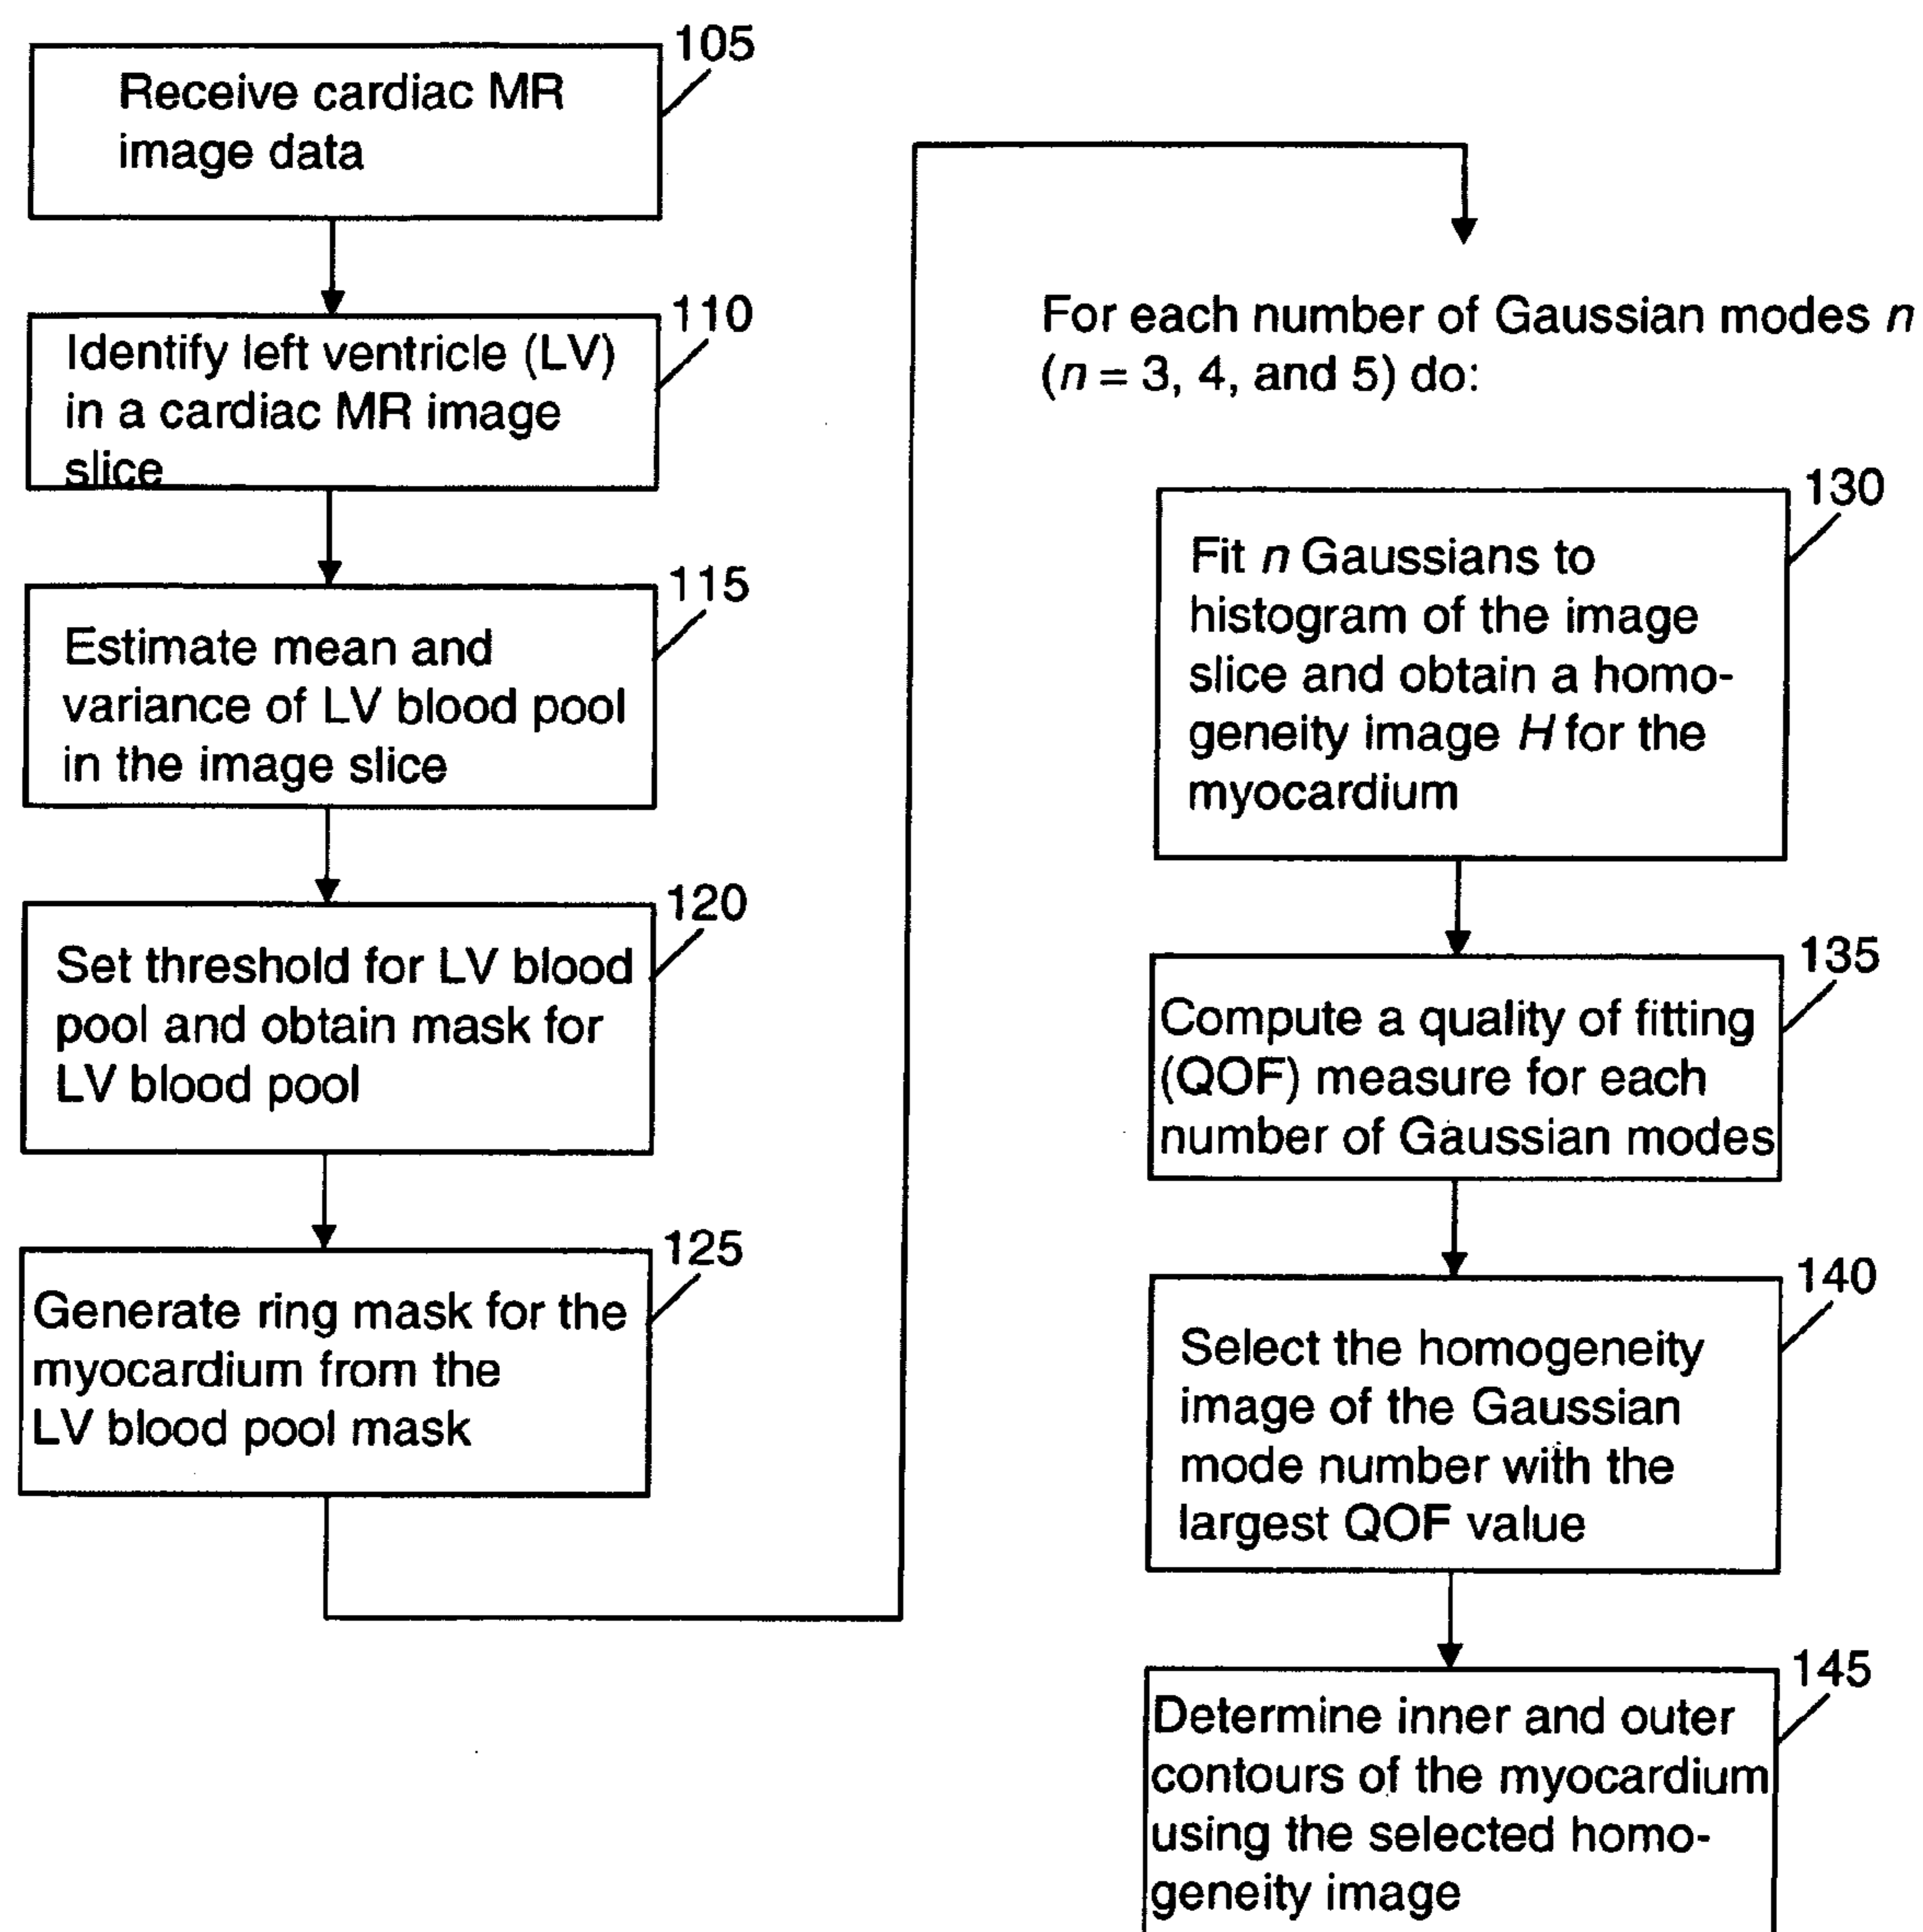 105
Receive cardiac MR
image data
110
Identify left ventricle (LV)
in a cardiac MR image
slice
115
Estimate mean and
variance of LV blood pool
in the image slice
120
Set threshold for LV blood
pool and obtain mask for
LV blood pool
125
Generate ring mask for the
myocardium from the
LV blood pool mask
For each number of Gaussian modes n
(n = 3, 4, and 5) do:
130
Fit n Gaussians to
histogram of the image
slice and obtain a homo-
geneity image H for the
myocardium
135
Compute a quality of fitting
(QOF) measure for each
number of Gaussian modes
140
Select the homogeneity
image of the Gaussian
mode number with the
largest QOF value
145
Determine inner and outer
contours of the myocardium
using the selected homo-
geneity image